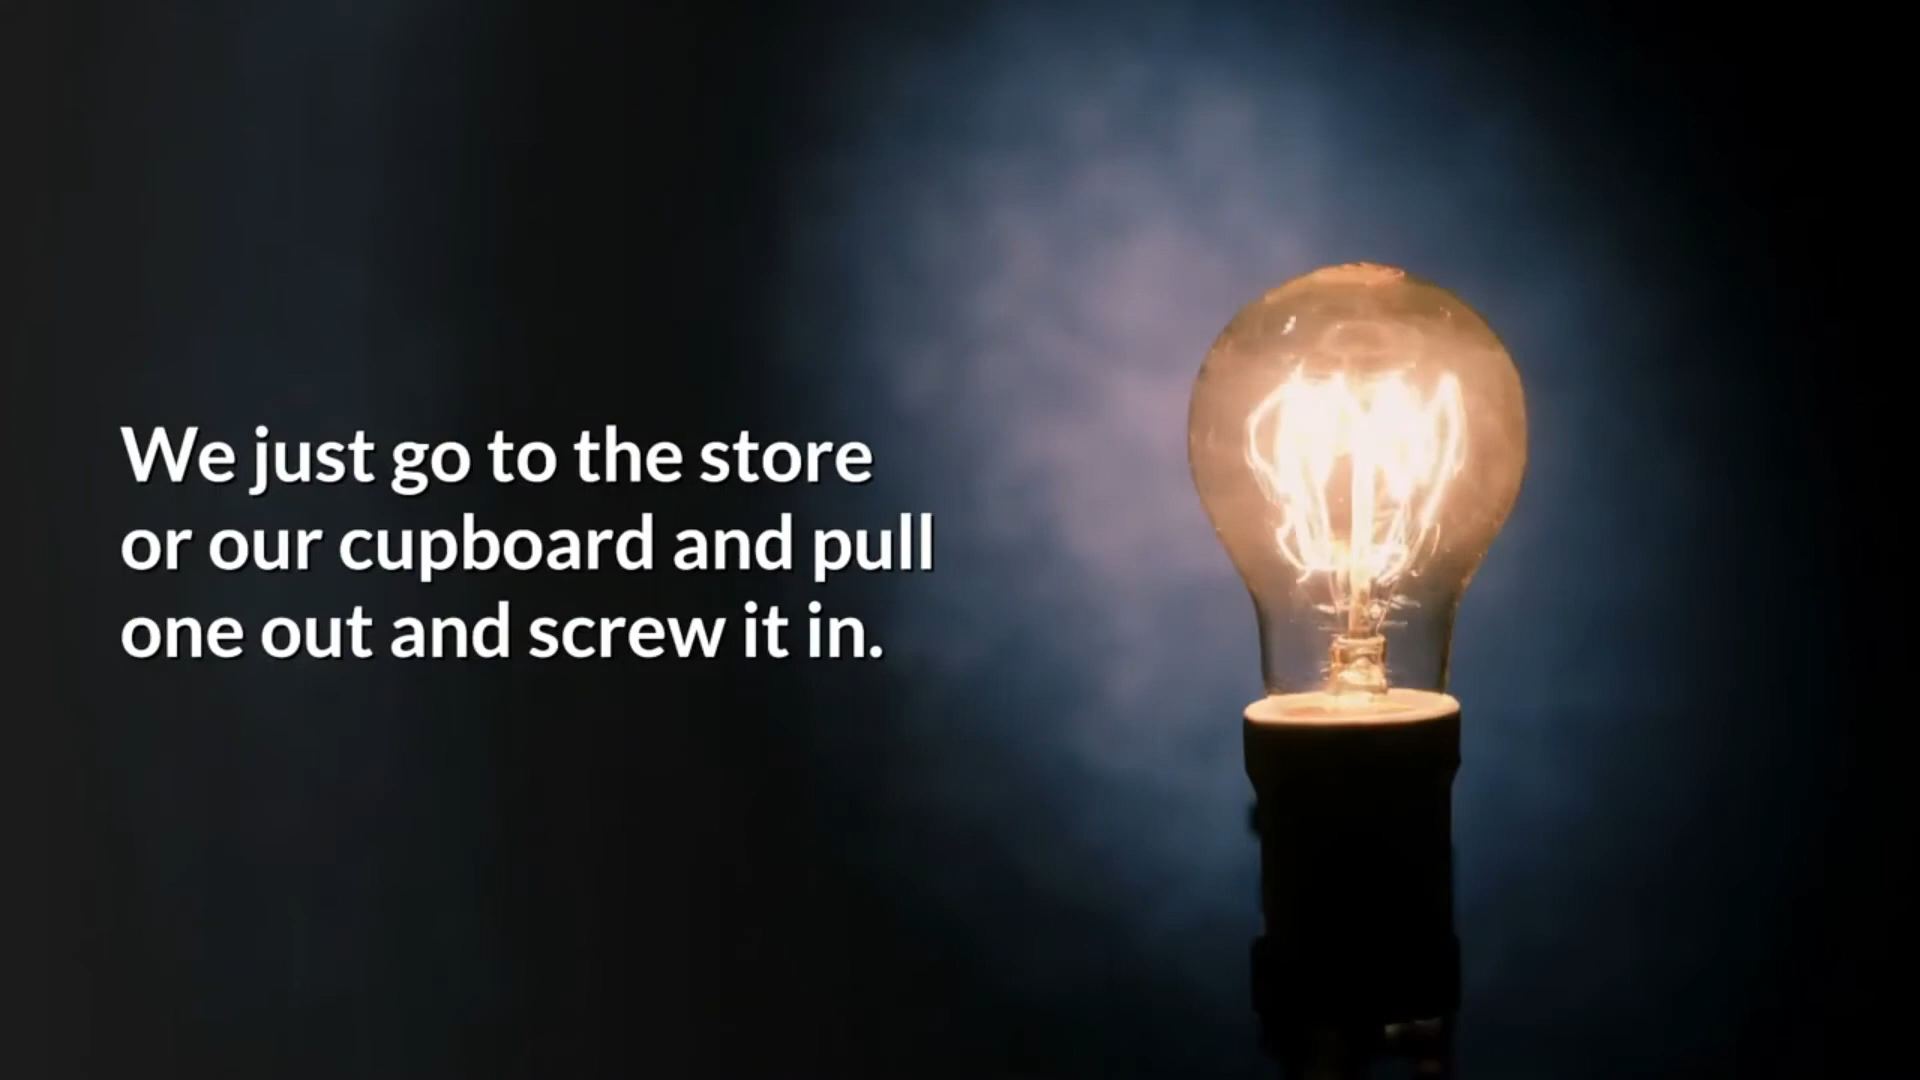 We just go to the store
or our cupboard and pull
one out and screw it in.